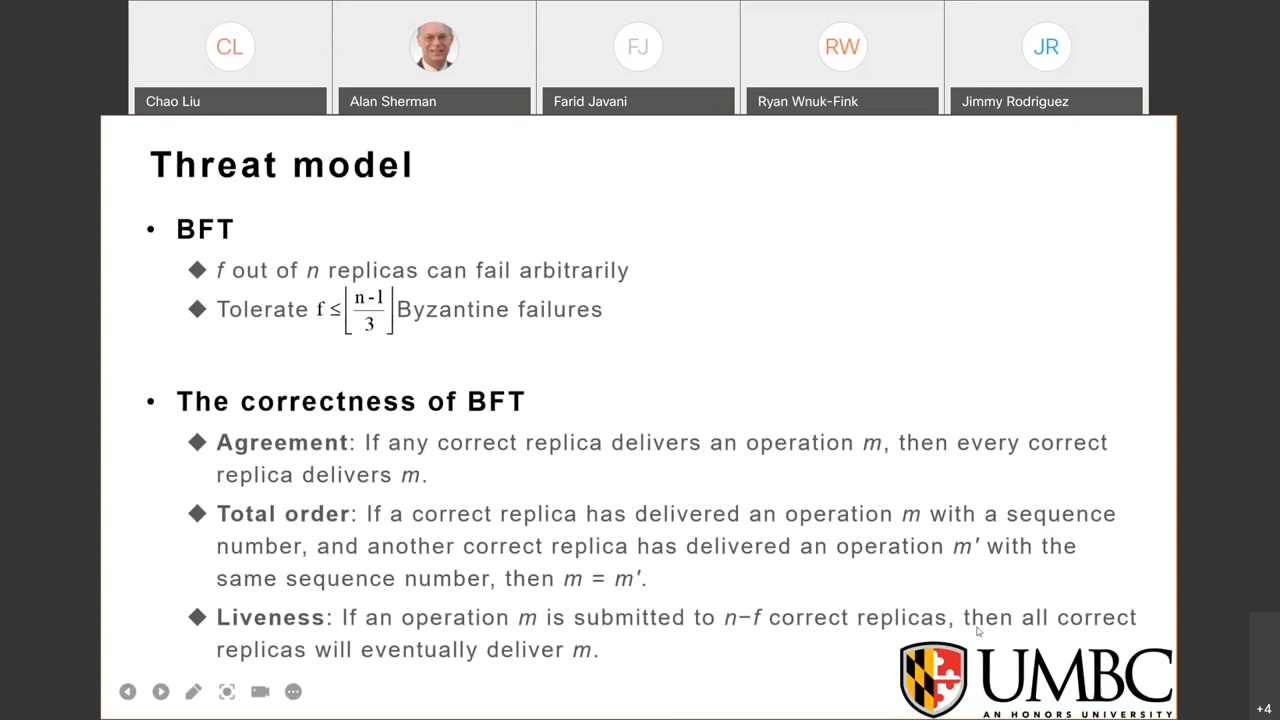 CL
FJ
RW
JR
Chao Liu
Alan Sherman
Farid Javani
Ryan Wnuk-Fink
Jimmy Rodriguez
Threat model
• BFT
◆ f out of n replicas can fail arbitrarily
◆ Tolerate f ≤ ⌊(n-1)/3⌋ Byzantine failures
• The correctness of BFT
◆ Agreement: If any correct replica delivers an operation m, then every correct
replica delivers m.
◆ Total order: If a correct replica has delivered an operation m with a sequence
number, and another correct replica has delivered an operation m′ with the
same sequence number, then m = m′.
◆ Liveness: If an operation m is submitted to n−f correct replicas, then all correct
replicas will eventually deliver m.
UMBC
AN HONORS UNIVERSITY
+4